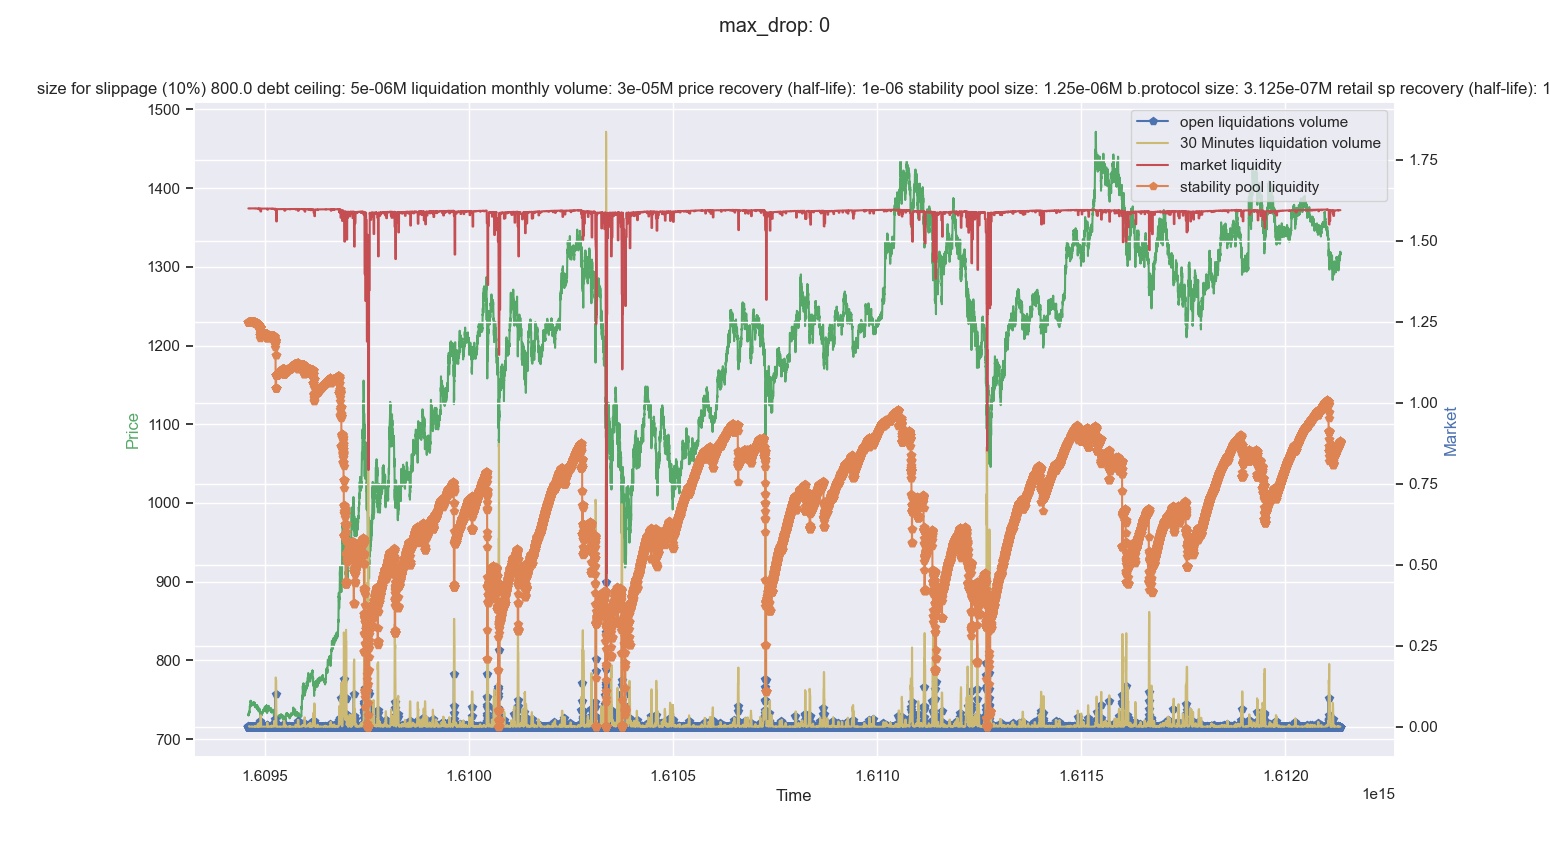 max_drop: 0
size for slippage (10%) 800.0 debt ceiling: 5e-06M liquidation monthly volume: 3e-05M price recovery (half-life): 1e-06 stability pool size: 1.25e-06M b.protocol size: 3.125e-07M retail sp recovery (half-life): 1
1500
1400
1300
1200
1100
1000
900
800
700
Price
open liquidations volume
30 Minutes liquidation volume
market liquidity
stability pool liquidity
1.75
1.50
1.25
1.00
0.75
0.50
0.25
0.00
Market
1.6095
1.6100
1.6105
1.6110
1.6115
1.6120
Time
1e15